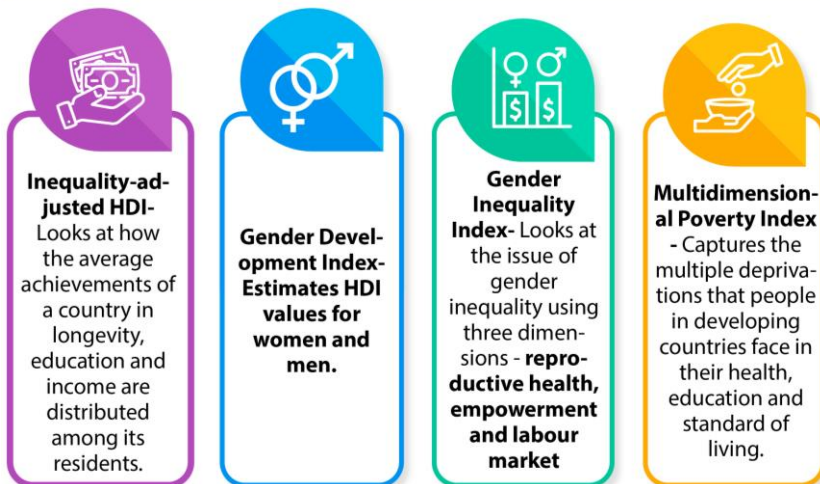 Inequality-ad-
justed HDI-
Looks at how
the average
achievements of
a country in
longevity,
education and
income are
distributed
among its
residents.
Gender Devel-
opment Index-
Estimates HDI
values for
women and
men.
$ $
Gender
Inequality
Index- Looks at
the issue of
gender
inequality using
three dimen-
sions - repro-
ductive health,
empowerment
and labour
market
Multidimension-
al Poverty Index
- Captures the
multiple depriva-
tions that people
in developing
countries face in
their health,
education and
standard of
living.